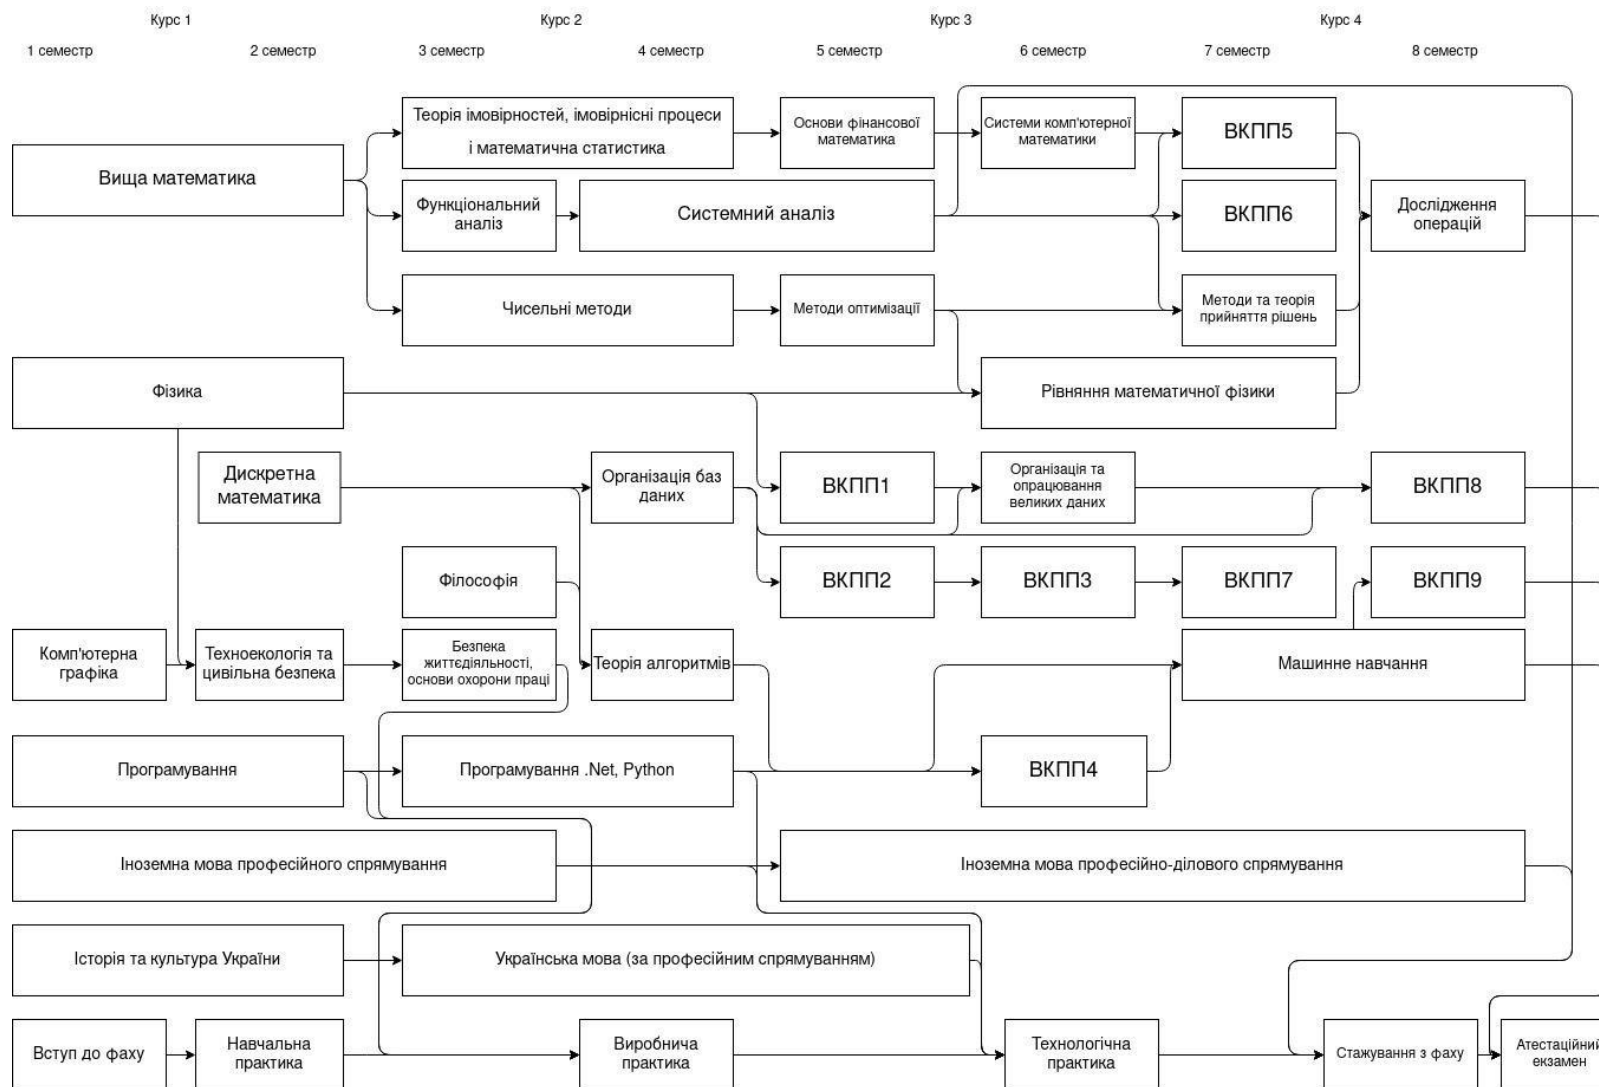 Курс 1
Курс 2
Курс 3
Курс 4
1 семестр
2 семестр
3 семестр
4 семестр
5 семестр
6 семестр
7 семестр
8 семестр
Теорія імовірностей, імовірнісні процеси
і математична статистика
Основи фінансової
математика
Системи комп'ютерної
математики
ВКПП5
Вища математика
Функціональний
аналіз
Системний аналіз
ВКПП6
Дослідження
операцій
Чисельні методи
Методи оптимізації
Методи та теорія
прийняття рішень
Фізика
Рівняння математичної фізики
Дискретна
математика
Організація баз
даних
ВКПП1
Організація та
опрацювання
великих даних
ВКПП8
Філософія
ВКПП2
ВКПП3
ВКПП7
ВКПП9
Комп'ютерна
графіка
Техноекологія та
цивільна безпека
Безпека
життєдіяльності,
основи охорони праці
Теорія алгоритмів
Машинне навчання
Програмування
Програмування .Net, Python
ВКПП4
Іноземна мова професійного спрямування
Іноземна мова професійно-ділового спрямування
Історія та культура України
Українська мова (за професійним спрямуванням)
Вступ до фаху
Навчальна
практика
Виробнича
практика
Технологічна
практика
Стажування з фаху
Атестаційний
екзамен